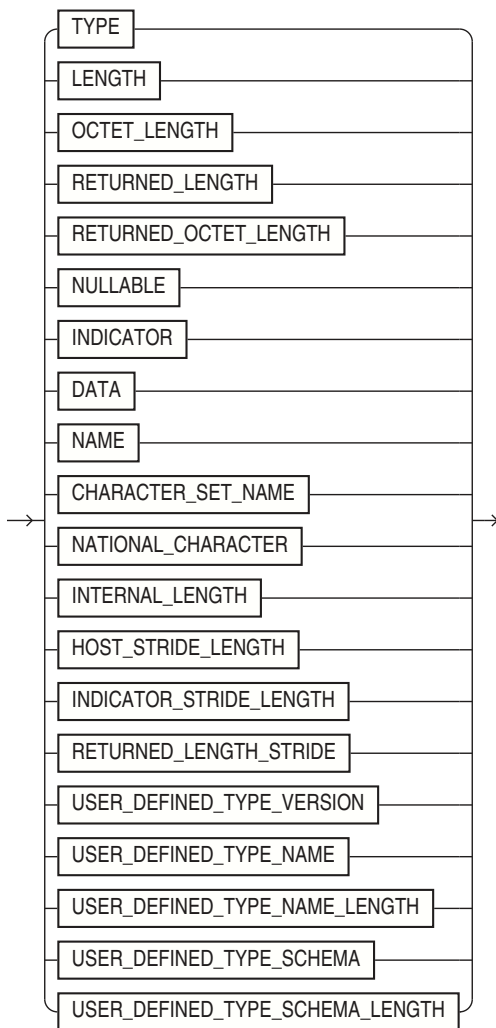 TYPE
LENGTH
OCTET_LENGTH
RETURNED_LENGTH
RETURNED_OCTET_LENGTH
NULLABLE
INDICATOR
DATA
NAME
CHARACTER_SET_NAME
NATIONAL_CHARACTER
INTERNAL_LENGTH
HOST_STRIDE_LENGTH
INDICATOR_STRIDE_LENGTH
RETURNED_LENGTH_STRIDE
USER_DEFINED_TYPE_VERSION
USER_DEFINED_TYPE_NAME
USER_DEFINED_TYPE_NAME_LENGTH
USER_DEFINED_TYPE_SCHEMA
USER_DEFINED_TYPE_SCHEMA_LENGTH